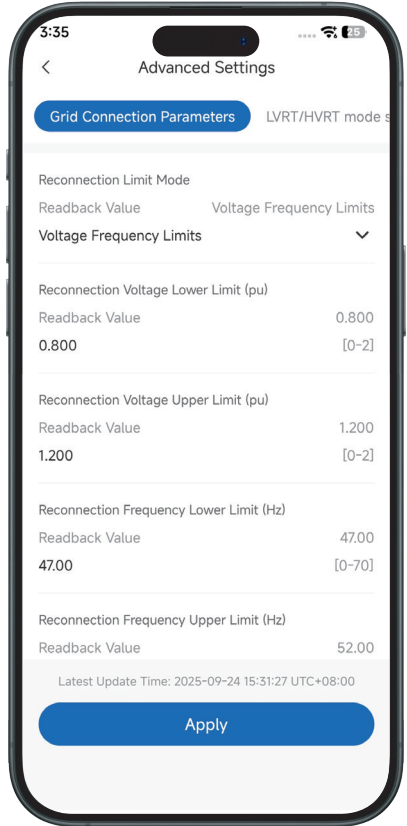 3:35
25
Advanced Settings
Grid Connection Parameters LVRT/HVRT mode s
Reconnection Limit Mode
Readback Value Voltage Frequency Limits
Voltage Frequency Limits
Reconnection Voltage Lower Limit (pu)
Readback Value 0.800
0.800 [0-2]
Reconnection Voltage Upper Limit (pu)
Readback Value 1.200
1.200 [0-2]
Reconnection Frequency Lower Limit (Hz)
Readback Value 47.00
47.00 [0-70]
Reconnection Frequency Upper Limit (Hz)
Readback Value 52.00
Latest Update Time: 2025-09-24 15:31:27 UTC+08:00
Apply